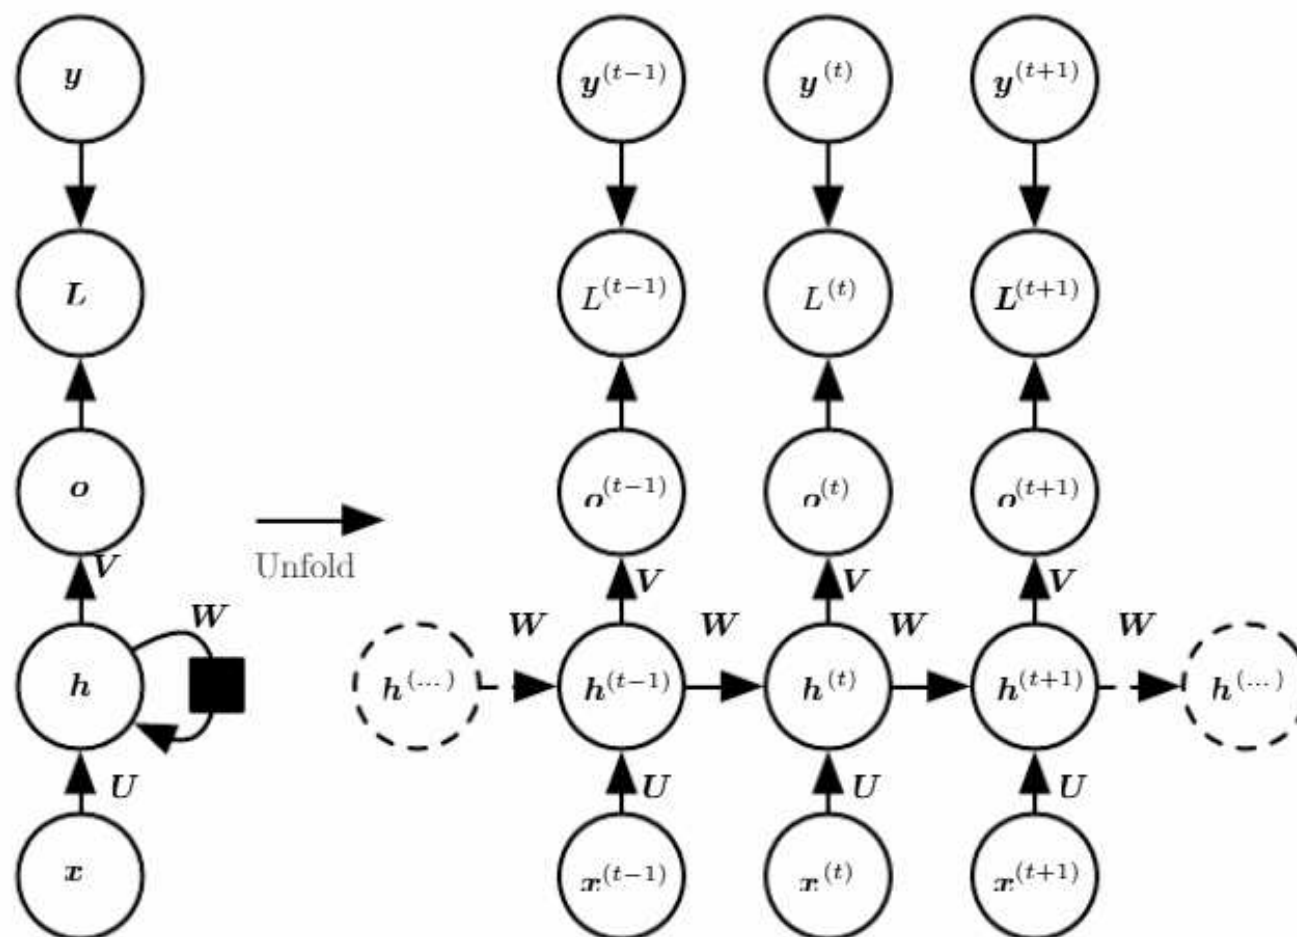 y y^(t−1) y^(t) y^(t+1)
L L^(t−1) L^(t) L^(t+1)
o o^(t−1) o^(t) o^(t+1)
Unfold
V V V V
W W W W W
h h^(...) h^(t−1) h^(t) h^(t+1) h^(...)
U U U U
x x^(t−1) x^(t) x^(t+1)